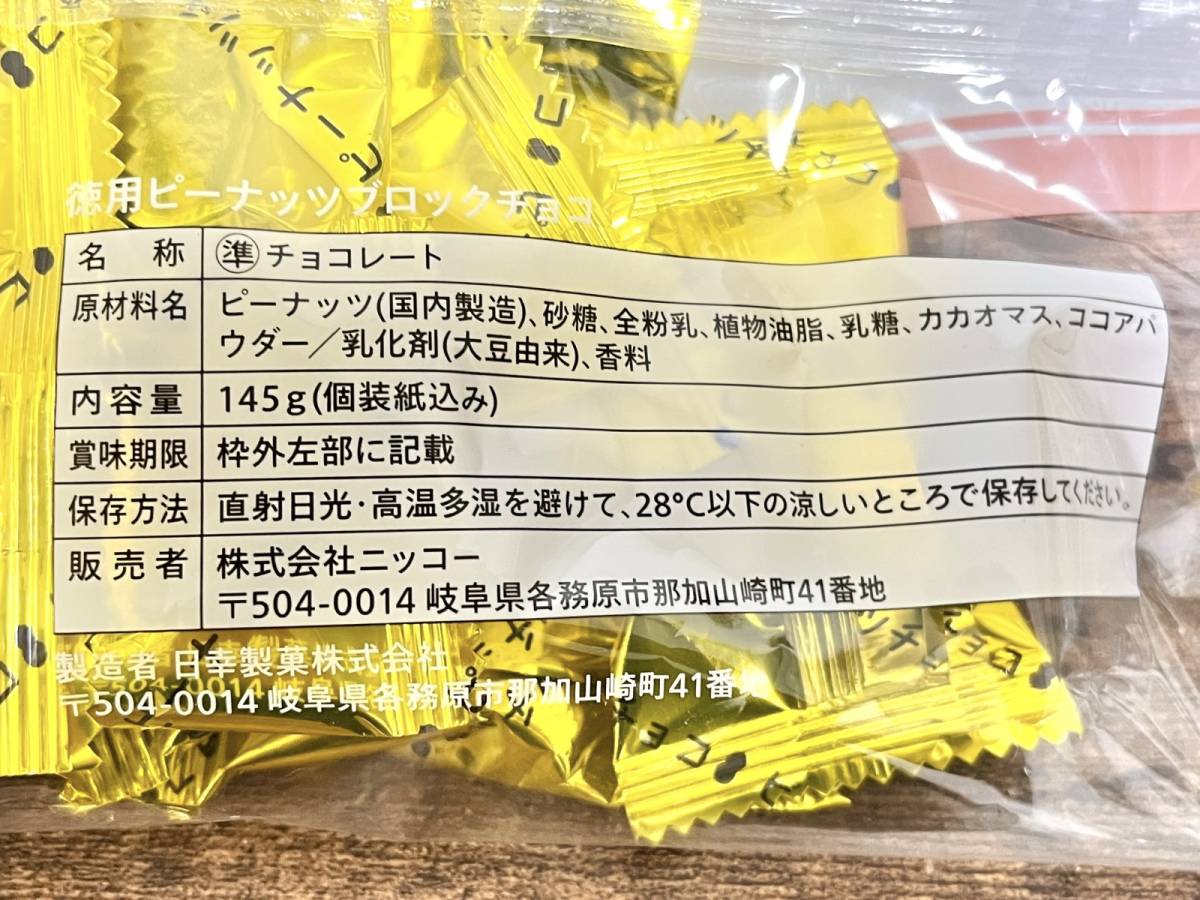 徳用ピーナッツブロックチョコ
名称 準チョコレート
原材料名 ピーナッツ(国内製造)、砂糖、全粉乳、植物油脂、乳糖、カカオマス、ココアパ
ウダー／乳化剤(大豆由来)、香料
内容量 145g(個装紙込み)
賞味期限 枠外左部に記載
保存方法 直射日光・高温多湿を避けて、28℃以下の涼しいところで保存してください。
販売者 株式会社ニッコー
〒504-0014 岐阜県各務原市那加山崎町41番地
製造者 日幸製菓株式会社
〒504-0014 岐阜県各務原市那加山崎町41番地
ピーナッツ